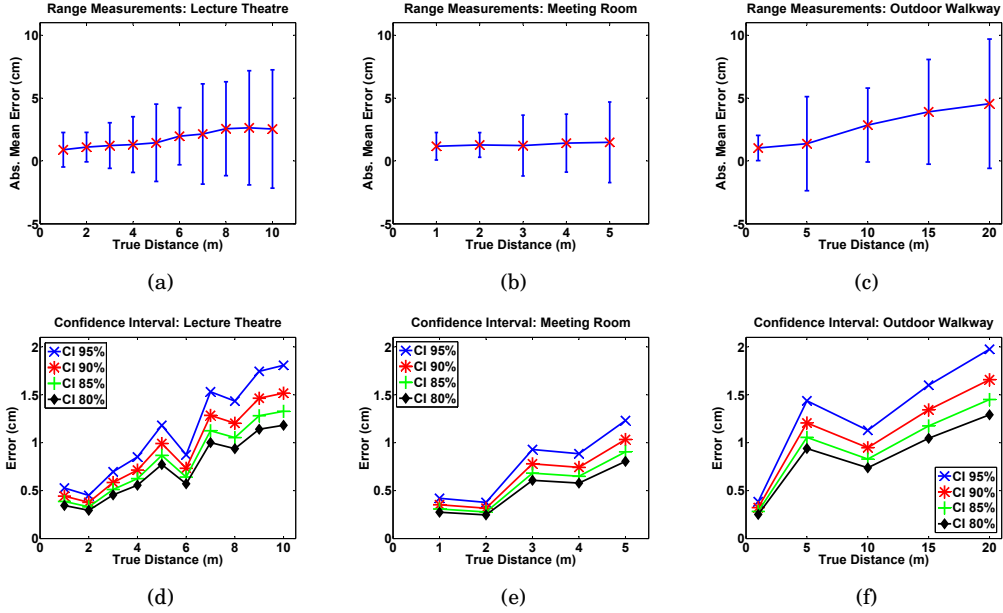 Range Measurements: Lecture Theatre
Abs. Mean Error (cm)
10
5
0
-5
0 2 4 6 8 10
True Distance (m)
(a)
Range Measurements: Meeting Room
Abs. Mean Error (cm)
10
5
0
-5
0 1 2 3 4 5
True Distance (m)
(b)
Range Measurements: Outdoor Walkway
Abs. Mean Error (cm)
10
5
0
-5
0 5 10 15 20
True Distance (m)
(c)
Confidence Interval: Lecture Theatre
Error (cm)
2
1.5
1
0.5
0
0 2 4 6 8 10
True Distance (m)
CI 95%
CI 90%
CI 85%
CI 80%
(d)
Confidence Interval: Meeting Room
Error (cm)
2
1.5
1
0.5
0
0 1 2 3 4 5
True Distance (m)
CI 95%
CI 90%
CI 85%
CI 80%
(e)
Confidence Interval: Outdoor Walkway
Error (cm)
2
1.5
1
0.5
0
0 5 10 15 20
True Distance (m)
CI 95%
CI 90%
CI 85%
CI 80%
(f)